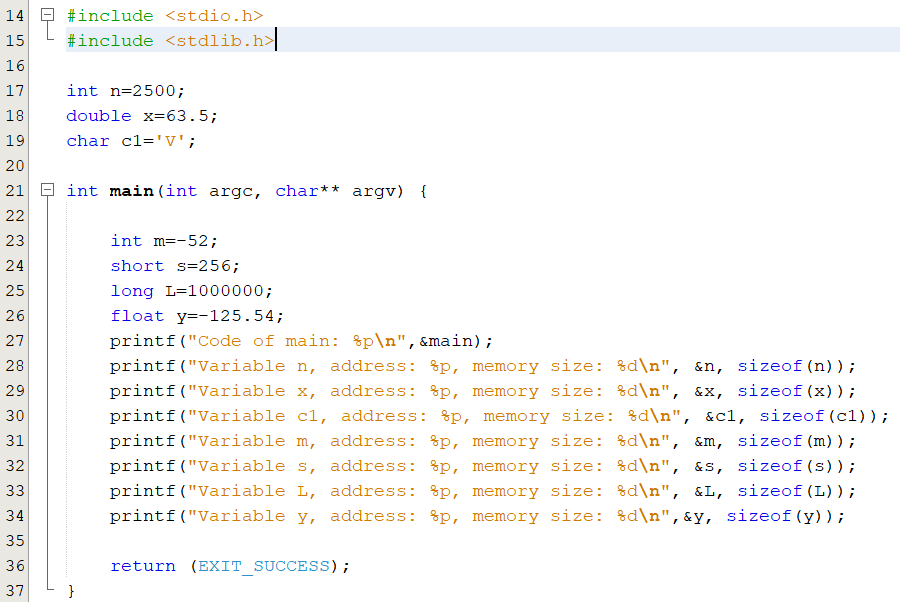 14 #include <stdio.h>
15 #include <stdlib.h>
16
17 int n=2500;
18 double x=63.5;
19 char c1='V';
20
21 int main(int argc, char** argv) {
22
23 int m=-52;
24 short s=256;
25 long L=1000000;
26 float y=-125.54;
27 printf("Code of main: %p\n",&main);
28 printf("Variable n, address: %p, memory size: %d\n", &n, sizeof(n));
29 printf("Variable x, address: %p, memory size: %d\n", &x, sizeof(x));
30 printf("Variable c1, address: %p, memory size: %d\n", &c1, sizeof(c1));
31 printf("Variable m, address: %p, memory size: %d\n", &m, sizeof(m));
32 printf("Variable s, address: %p, memory size: %d\n", &s, sizeof(s));
33 printf("Variable L, address: %p, memory size: %d\n", &L, sizeof(L));
34 printf("Variable y, address: %p, memory size: %d\n",&y, sizeof(y));
35
36 return (EXIT_SUCCESS);
37 }